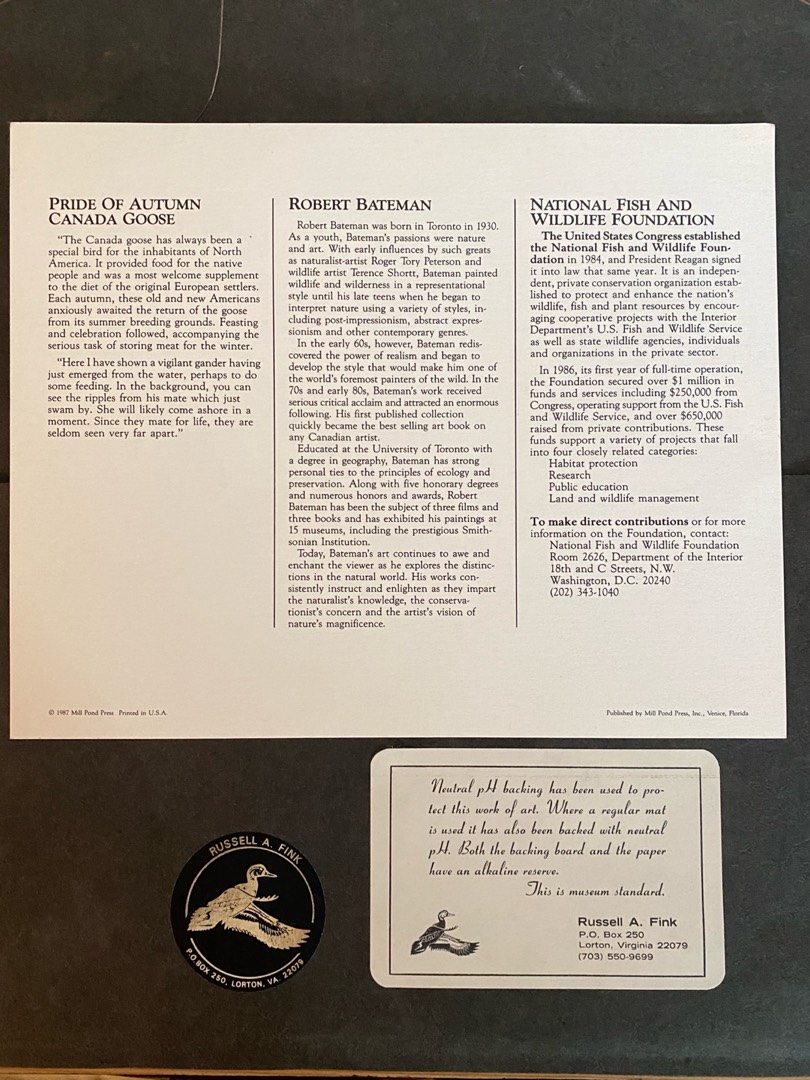 PRIDE OF AUTUMN
CANADA GOOSE
"The Canada goose has always been a
special bird for the inhabitants of North
America. It provided food for the native
people and was a most welcome supplement
to the diet of the original European settlers.
Each autumn, these old and new Americans
anxiously awaited the return of the goose
from its summer breeding grounds. Feasting
and celebration followed, accompanying the
serious task of storing meat for the winter.
"Here I have shown a vigilant gander having
just emerged from the water, perhaps to do
some feeding. In the background, you can
see the ripples from his mate which just
swam by. She will likely come ashore in a
moment. Since they mate for life, they are
seldom seen very far apart."
ROBERT BATEMAN
Robert Bateman was born in Toronto in 1930.
As a youth, Bateman's passions were nature
and art. With early influences by such greats
as naturalist-artist Roger Tory Peterson and
wildlife artist Terence Shortt, Bateman painted
wildlife and wilderness in a representational
style until his late teens when he began to
interpret nature using a variety of styles, in-
cluding post-impressionism, abstract expres-
sionism and other contemporary genres.
In the early 60s, however, Bateman redis-
covered the power of realism and began to
develop the style that would make him one of
the world's foremost painters of the wild. In the
70s and early 80s, Bateman's work received
serious critical acclaim and attracted an enormous
following. His first published collection
quickly became the best selling art book on
any Canadian artist.
Educated at the University of Toronto with
a degree in geography, Bateman has strong
personal ties to the principles of ecology and
preservation. Along with five honorary degrees
and numerous honors and awards, Robert
Bateman has been the subject of three films and
three books and has exhibited his paintings at
15 museums, including the prestigious Smith-
sonian Institution.
Today, Bateman's art continues to awe and
enchant the viewer as he explores the distinc-
tions in the natural world. His works con-
sistently instruct and enlighten as they impart
the naturalist's knowledge, the conserva-
tionist's concern and the artist's vision of
nature's magnificence.
NATIONAL FISH AND
WILDLIFE FOUNDATION
The United States Congress established
the National Fish and Wildlife Foun-
dation in 1984, and President Reagan signed
it into law that same year. It is an indepen-
dent, private conservation organization estab-
lished to protect and enhance the nation's
wildlife, fish and plant resources by encour-
aging cooperative projects with the Interior
Department's U.S. Fish and Wildlife Service
as well as state wildlife agencies, individuals
and organizations in the private sector.
In 1986, its first year of full-time operation,
the Foundation secured over $1 million in
funds and services including $250,000 from
Congress, operating support from the U.S. Fish
and Wildlife Service, and over $650,000
raised from private contributions. These
funds support a variety of projects that fall
into four closely related categories:
Habitat protection
Research
Public education
Land and wildlife management
To make direct contributions or for more
information on the Foundation, contact:
National Fish and Wildlife Foundation
Room 2626, Department of the Interior
18th and C Streets, N.W.
Washington, D.C. 20240
(202) 343-1040
© 1987 Mill Pond Press Printed in U.S.A.
Published by Mill Pond Press, Inc., Venice, Florida
RUSSELL A. FINK
P.O. BOX 250, LORTON, VA. 22079
Neutral pH backing has been used to pro-
tect this work of art. Where a regular mat
is used it has also been backed with neutral
pH. Both the backing board and the paper
have an alkaline reserve.
This is museum standard.
Russell A. Fink
P.O. Box 250
Lorton, Virginia 22079
(703) 550-9699